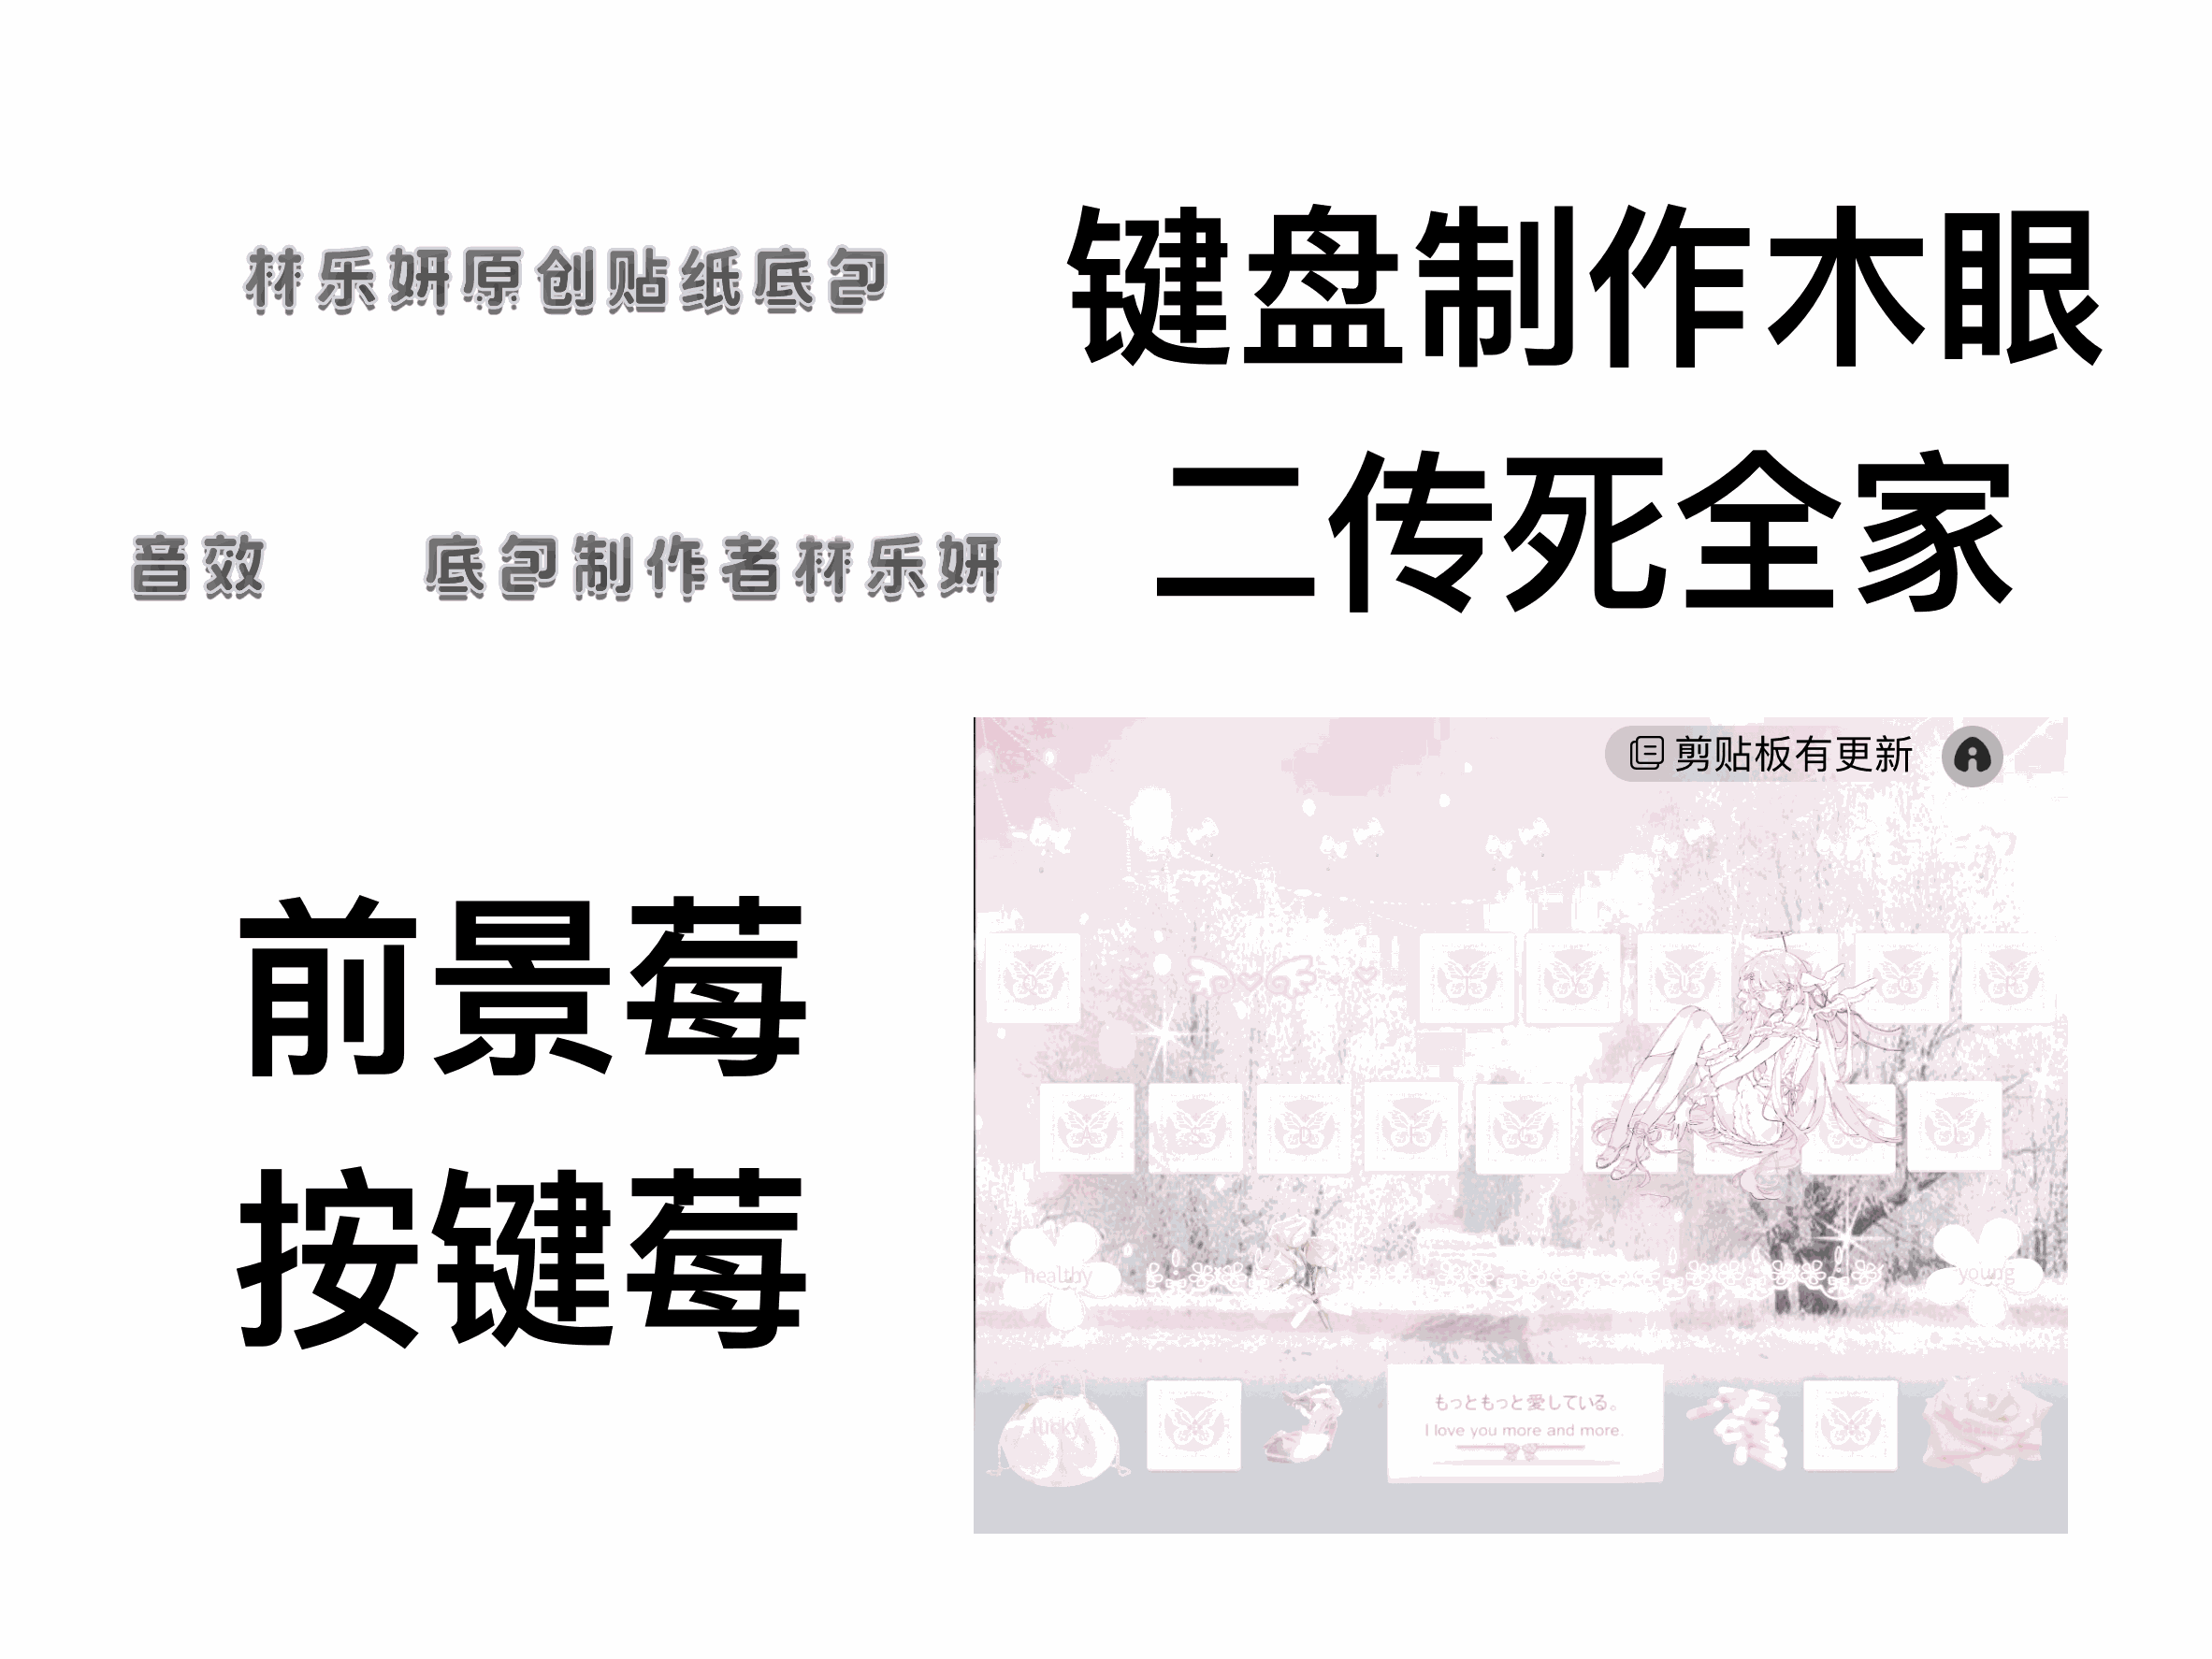 林乐妍原创贴纸底包
键盘制作木眼
二传死全家
音效 底包制作者林乐妍
前景莓
按键莓
剪贴板有更新
healthy
young
lucky
もっともっと愛している。
I love you more and more.